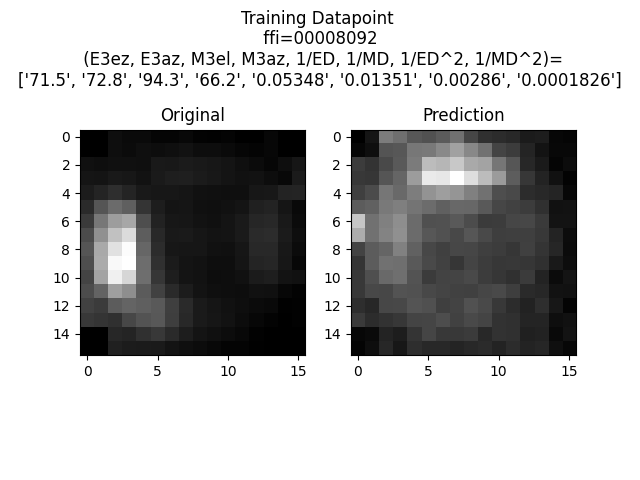 Training Datapoint
ffi=00008092
(E3ez, E3az, M3el, M3az, 1/ED, 1/MD, 1/ED^2, 1/MD^2)=
['71.5', '72.8', '94.3', '66.2', '0.05348', '0.01351', '0.00286', '0.0001826']
Original
Prediction
0
2
4
6
8
10
12
14
0 5 10 15
0
2
4
6
8
10
12
14
0 5 10 15